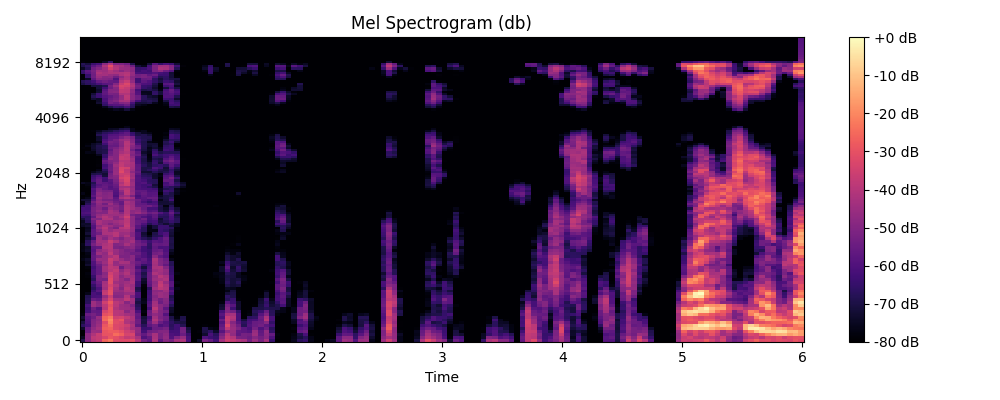 Mel Spectrogram (db)
Hz
8192
4096
2048
1024
512
0
0 1 2 3 4 5 6
Time
+0 dB
-10 dB
-20 dB
-30 dB
-40 dB
-50 dB
-60 dB
-70 dB
-80 dB